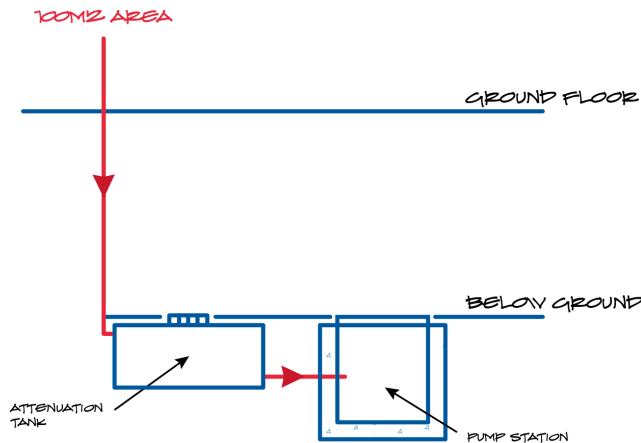 100M2 AREA
GROUND FLOOR
BELOW GROUND
ATTENUATION
TANK
PUMP STATION